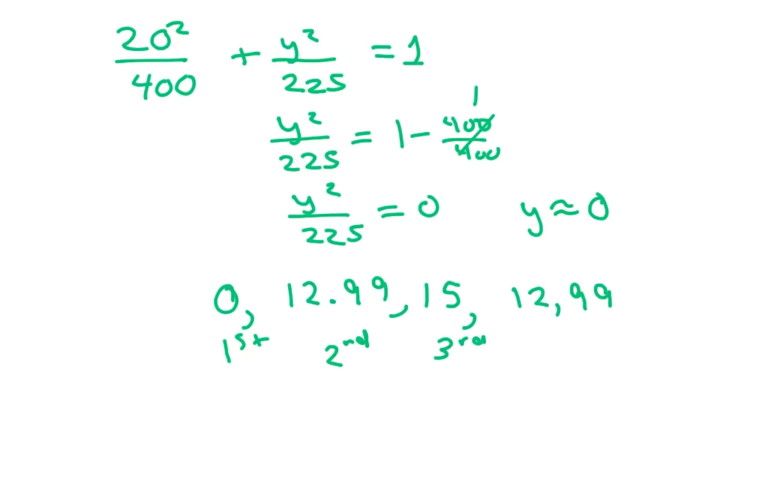 20²/400 + y²/225 = 1
y²/225 = 1 - 400/400 1
y²/225 = 0 y ≈ 0
0, 12.99, 15, 12,99
1st 2nd 3rd